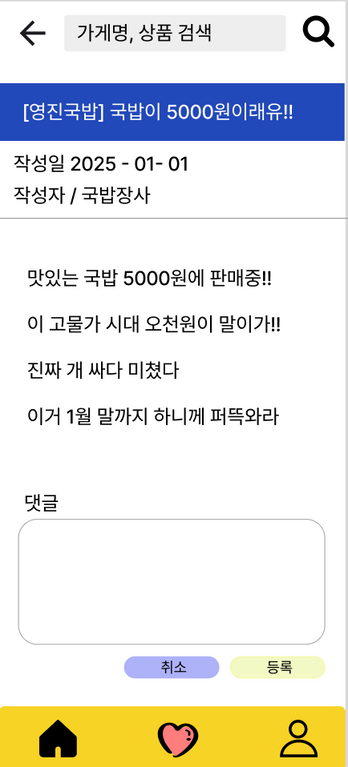 가게명, 상품 검색
[영진국밥] 국밥이 5000원이래유!!
작성일 2025 - 01- 01
작성자 / 국밥장사
맛있는 국밥 5000원에 판매중!!
이 고물가 시대 오천원이 말이가!!
진짜 개 싸다 미쳤다
이거 1월 말까지 하니께 퍼뜩와라
댓글
취소
등록